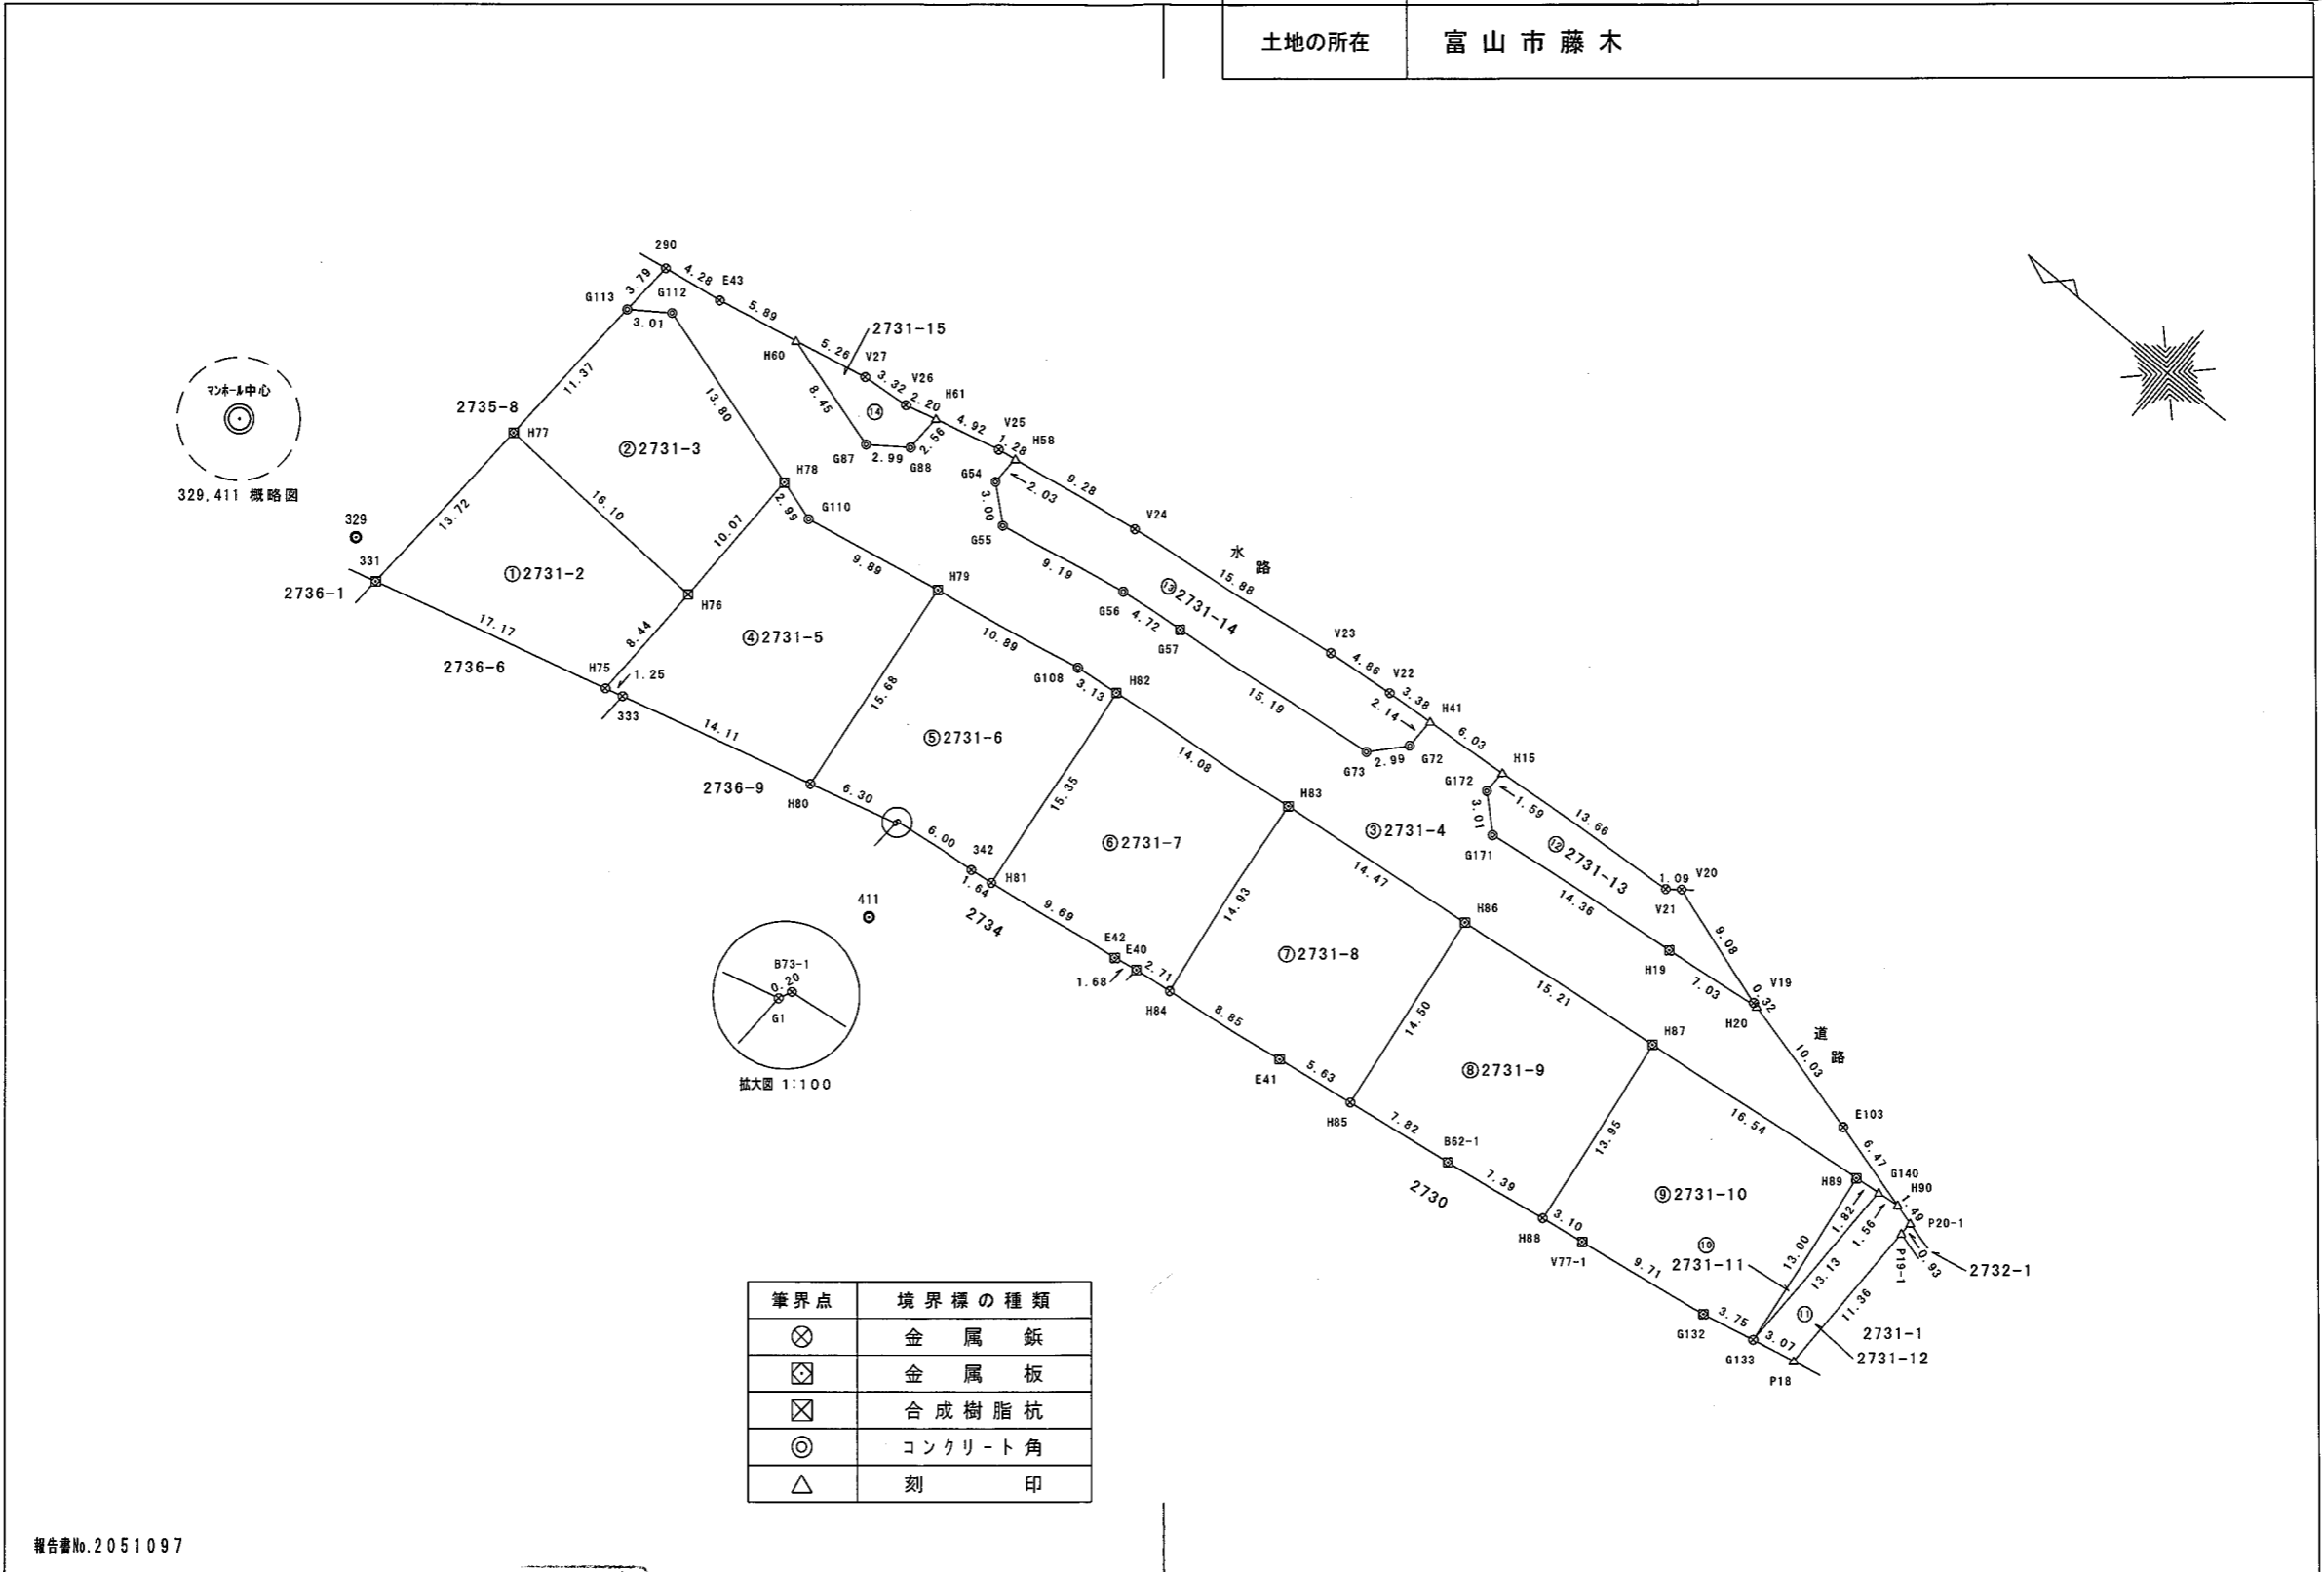 土地の所在 富山市藤木
290
4.28
E43
3.79
G113
G112
3.01
5.89
2731-15
H60
5.26
V27
3.32
V26
H61
2.20
4.92
V25
1.28
H58
マンホール中心
329,411 概略図
11.37
13.80
8.45
⑭
2.56
G87
2.99
G88
G54
2.03
9.28
2735-8
H77
②2731-3
H78
3.00
G55
V24
水路
2.99
G110
329
13.72
16.10
10.07
9.19
15.88
331
①2731-2
9.89
H79
G56
⑬2731-14
2736-1
H76
4.72
G57
V23
17.17
8.44
④2731-5
10.89
4.86
V22
2736-6
H75
1.25
15.68
G108
3.13
H82
15.19
3.38
2.14
H41
333
14.11
⑤2731-6
14.08
G73
2.99
G72
6.03
H15
2736-9
H80
6.30
15.35
H83
G172
1.59
3.01
13.66
6.00
342
⑥2731-7
③2731-4
G171
⑫2731-13
1.64
H81
14.47
14.36
1.09
V20
V21
411
2734
9.69
14.93
H86
9.08
E42
E40
⑦2731-8
H19
7.03
V19
0.32
H20
B73-1
0.20
G1
1.68
2.71
H84
15.21
道路
拡大図 1:100
8.85
14.50
H87
10.03
E41
5.63
⑧2731-9
H85
7.82
16.54
E103
B62-1
13.95
6.47
2730
7.39
⑨2731-10
H89
G140
H90
1.82
1.56
1.49
P20-1
H88
3.10
V77-1
⑩
2731-11
13.00
P19-1
0.93
2732-1
9.71
13.13
11.36
G132
3.75
⑪
G133
3.07
2731-1
2731-12
P18
筆界点 境界標の種類
金属鋲
金属板
合成樹脂杭
コンクリート角
刻印
報告書No.2051097